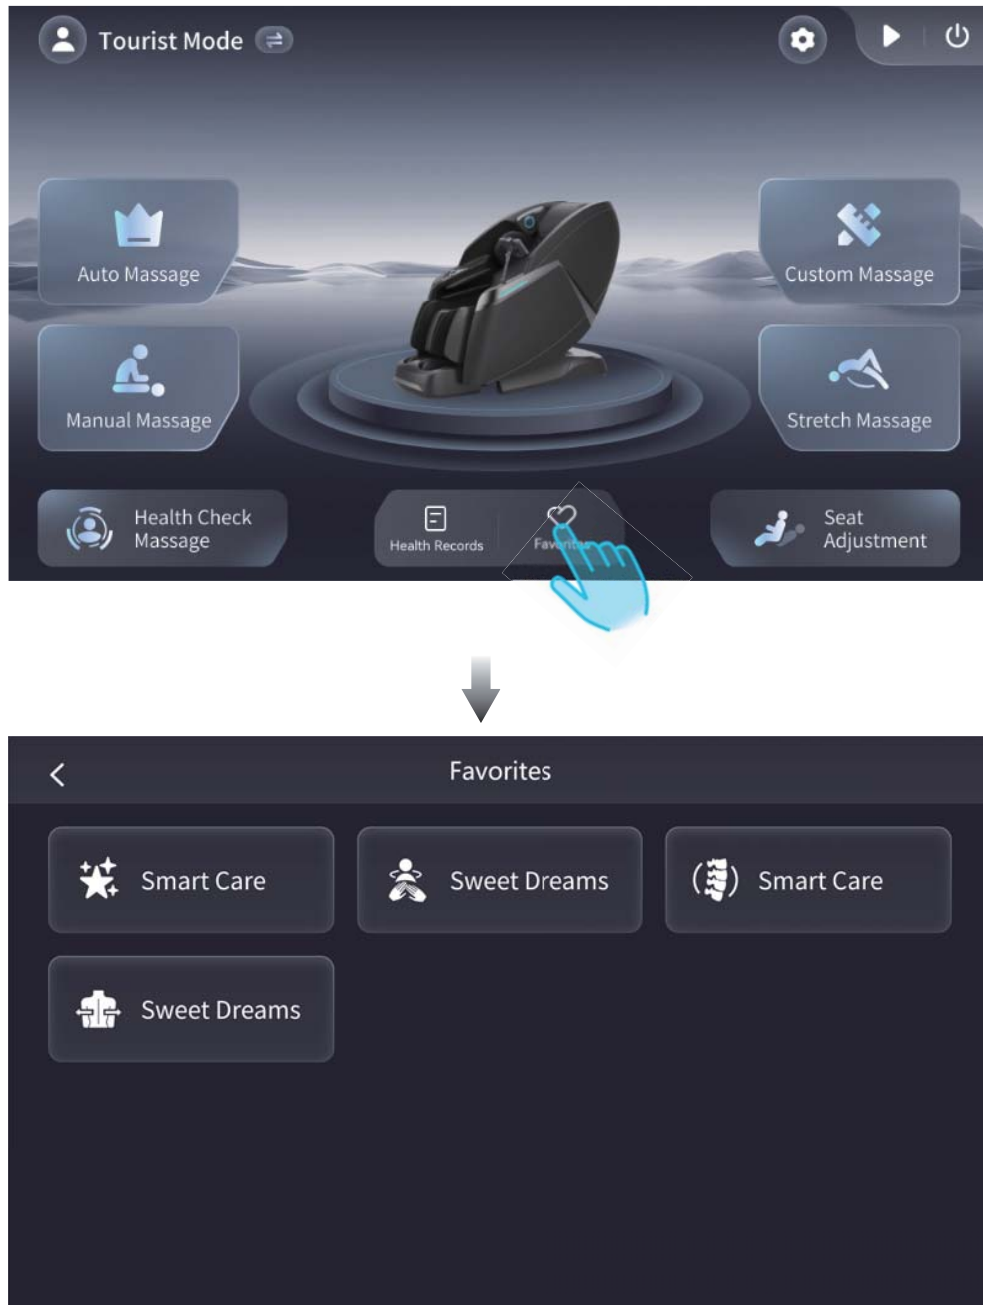 Tourist Mode
Auto Massage
Custom Massage
Manual Massage
Stretch Massage
Health Check
Massage
Health Records
Favorites
Seat
Adjustment
Favorites
Smart Care
Sweet Dreams
Smart Care
Sweet Dreams